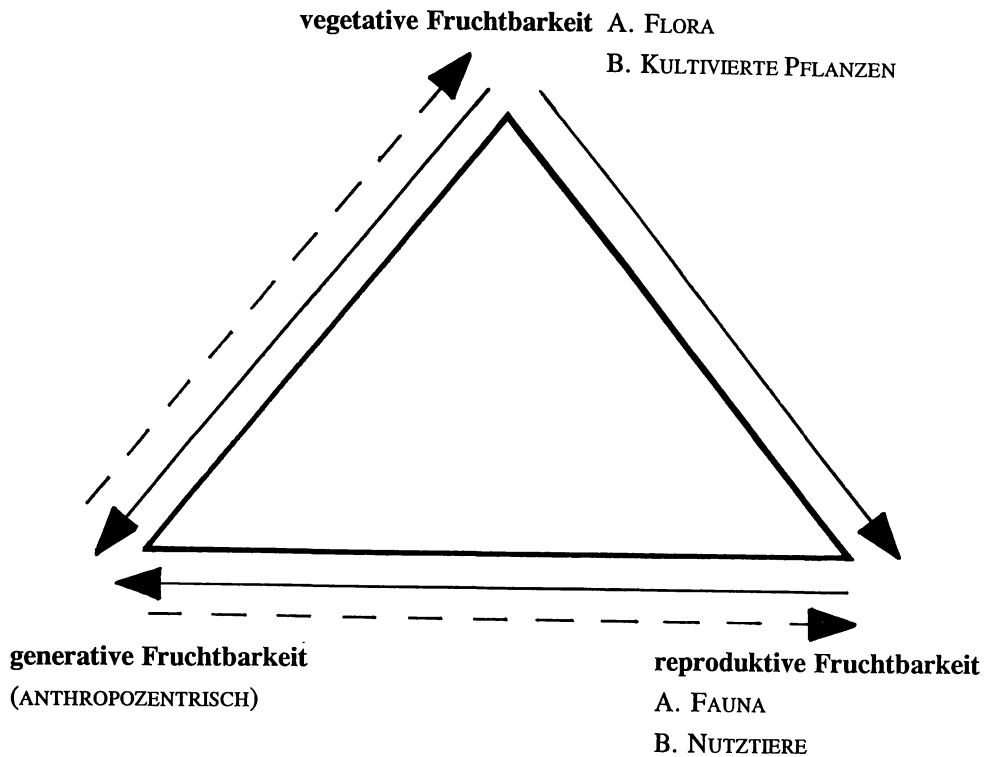 vegetative Fruchtbarkeit A. FLORA
B. KULTIVIERTE PFLANZEN
generative Fruchtbarkeit
(ANTHROPOZENTRISCH)
reproduktive Fruchtbarkeit
A. FAUNA
B. NUTZTIERE